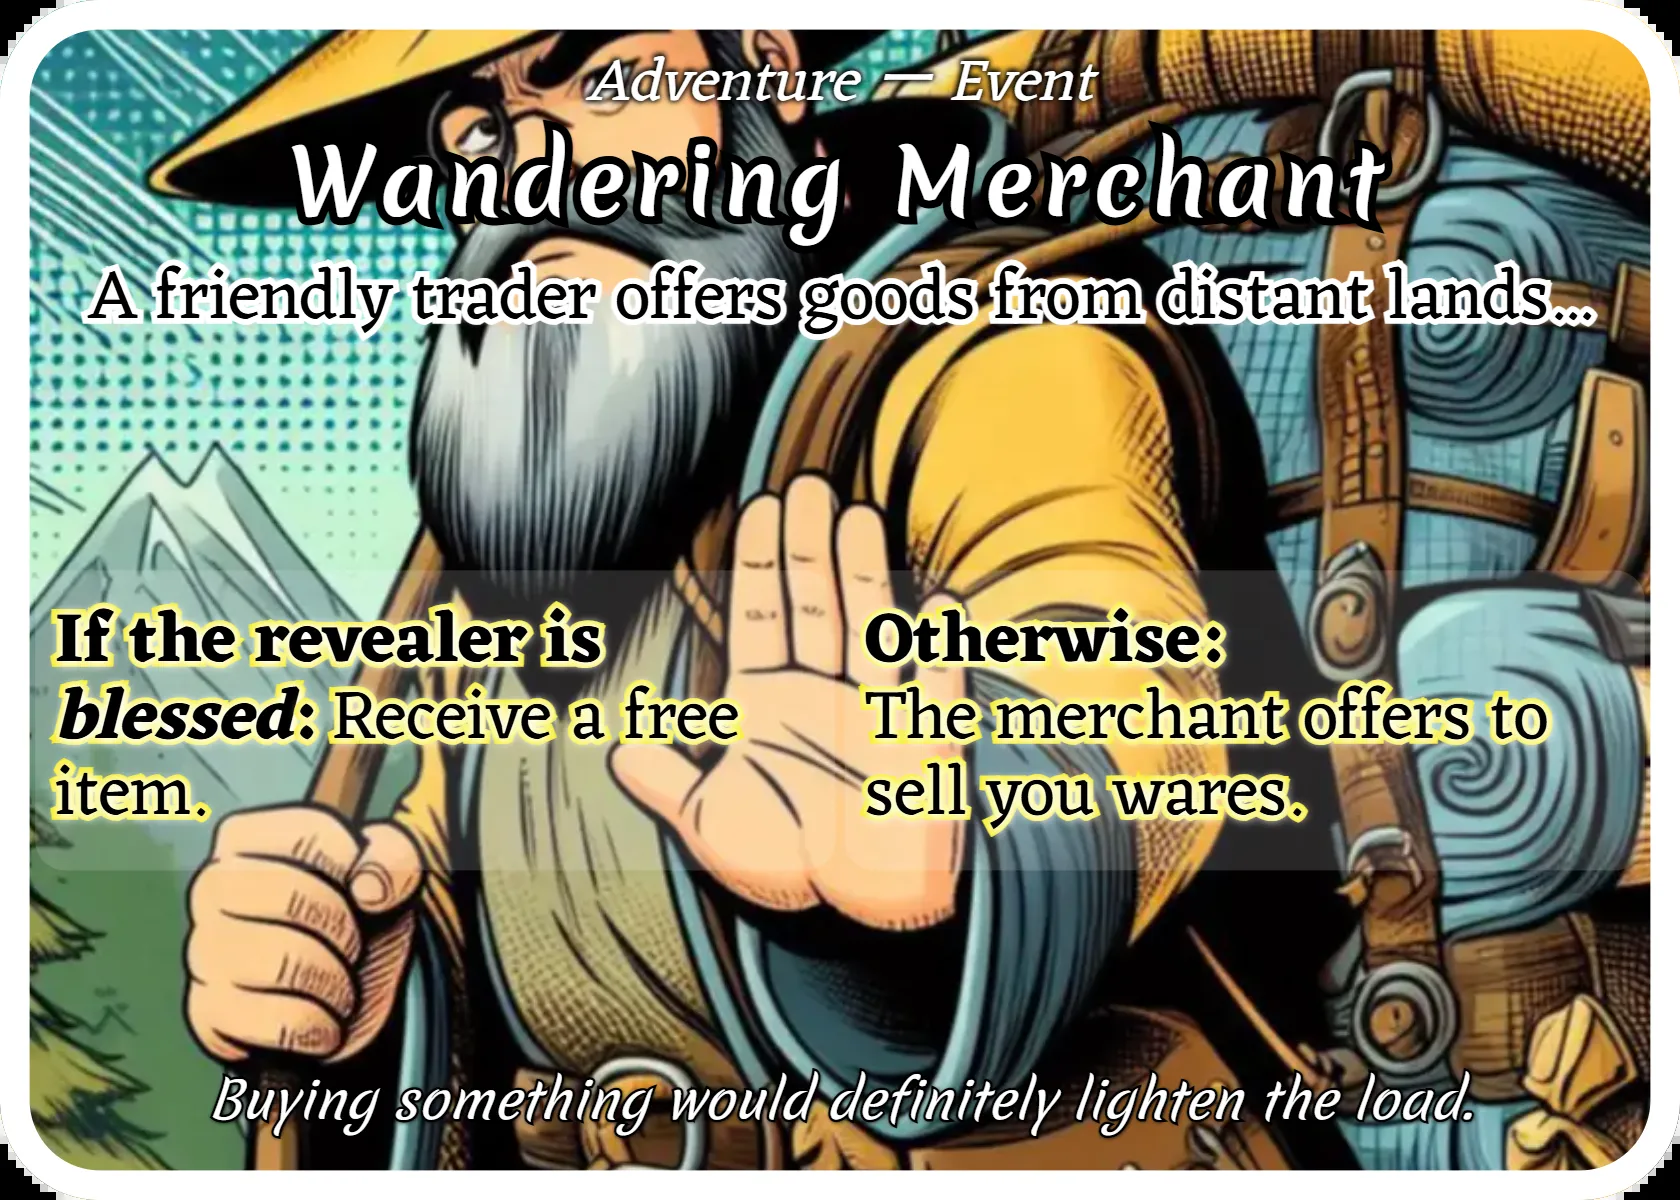 Adventure — Event
Wandering Merchant
A friendly trader offers goods from distant lands...
If the revealer is
blessed: Receive a free
item.
Otherwise:
The merchant offers to
sell you wares.
Buying something would definitely lighten the load.